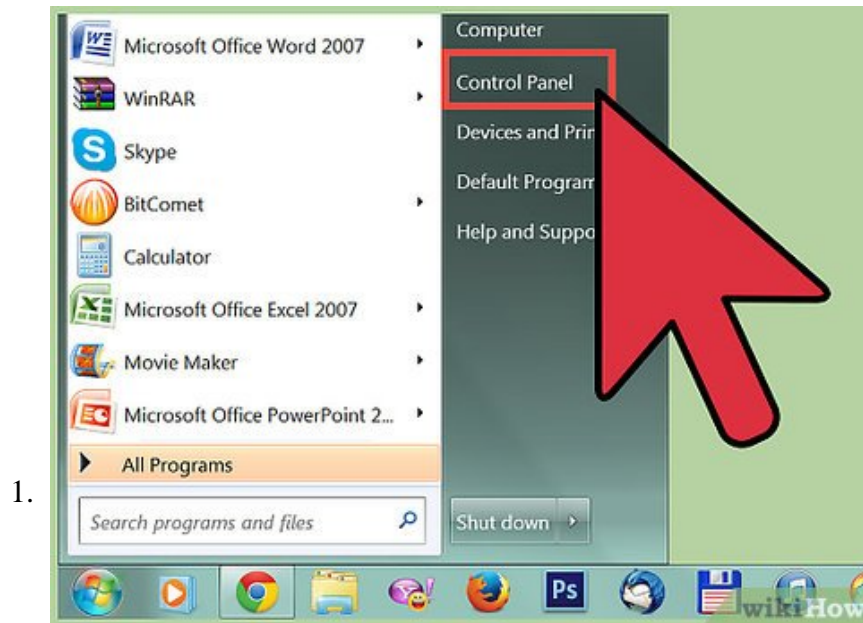 Microsoft Office Word 2007
WinRAR
Skype
BitComet
Calculator
Microsoft Office Excel 2007
Movie Maker
Microsoft Office PowerPoint 2...
All Programs
Search programs and files
Computer
Control Panel
Devices and Prin
Default Program
Help and Suppo
Shut down
1.
Ps
wikiHow